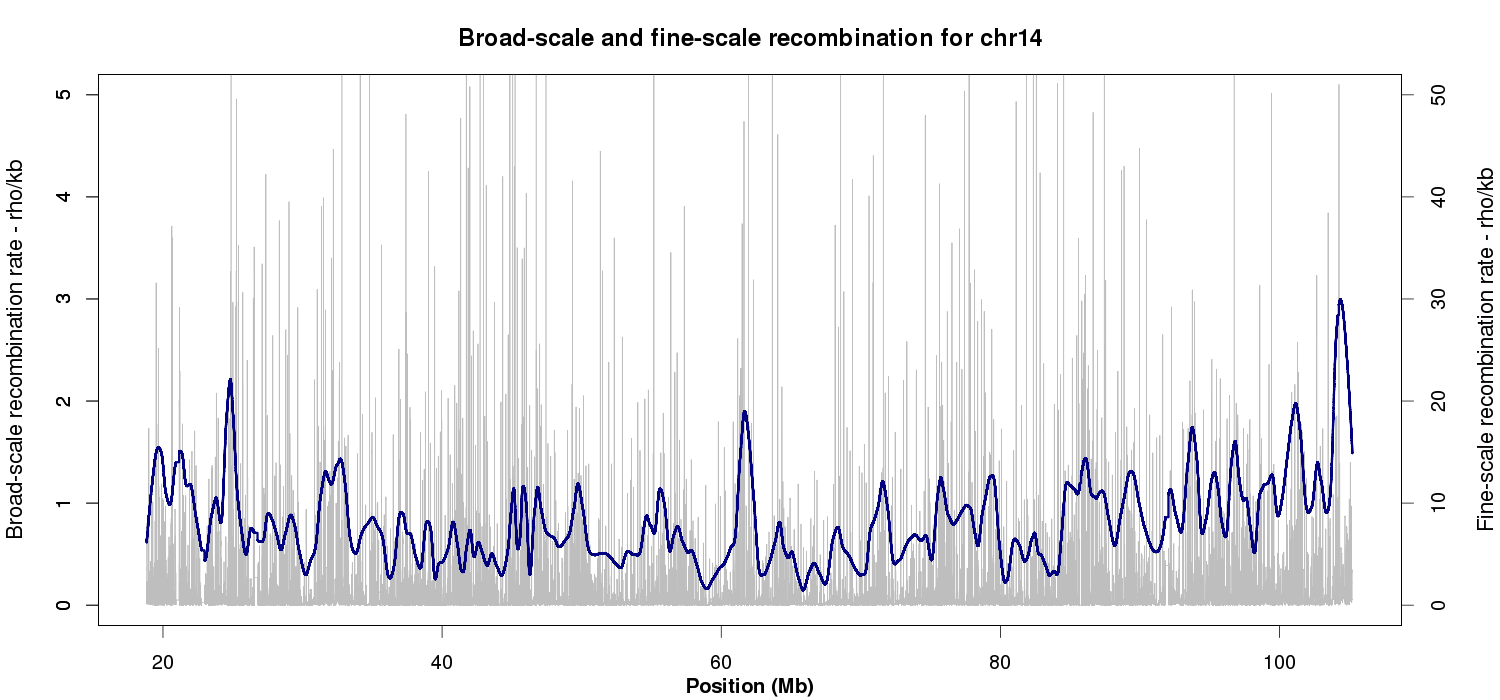 Broad-scale and fine-scale recombination for chr14
Broad-scale recombination rate - rho/kb
0 1 2 3 4 5
Fine-scale recombination rate - rho/kb
0 10 20 30 40 50
20 40 60 80 100
Position (Mb)